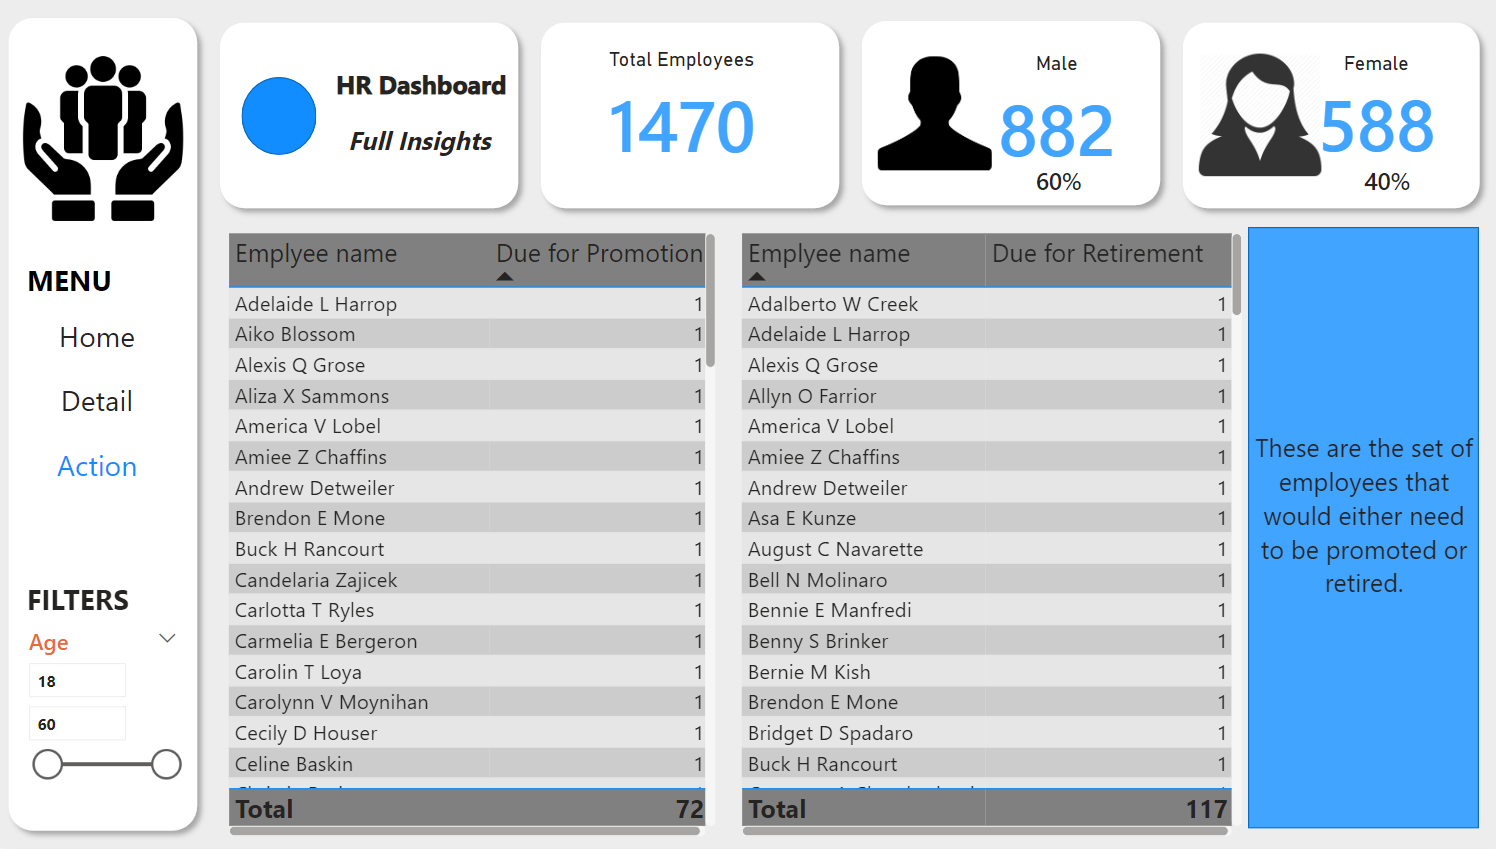 HR Dashboard
Full Insights
Total Employees
1470
Male
882
60%
Female
588
40%
MENU
Home
Detail
Action
FILTERS
Age
18
60
Emplyee name Due for Promotion
Adelaide L Harrop 1
Aiko Blossom 1
Alexis Q Grose 1
Aliza X Sammons 1
America V Lobel 1
Amiee Z Chaffins 1
Andrew Detweiler 1
Brendon E Mone 1
Buck H Rancourt 1
Candelaria Zajicek 1
Carlotta T Ryles 1
Carmelia E Bergeron 1
Carolin T Loya 1
Carolynn V Moynihan 1
Cecily D Houser 1
Celine Baskin 1
Total 72
Emplyee name Due for Retirement
Adalberto W Creek 1
Adelaide L Harrop 1
Alexis Q Grose 1
Allyn O Farrior 1
America V Lobel 1
Amiee Z Chaffins 1
Andrew Detweiler 1
Asa E Kunze 1
August C Navarette 1
Bell N Molinaro 1
Bennie E Manfredi 1
Benny S Brinker 1
Bernie M Kish 1
Brendon E Mone 1
Bridget D Spadaro 1
Buck H Rancourt 1
Total 117
These are the set of
employees that
would either need
to be promoted or
retired.